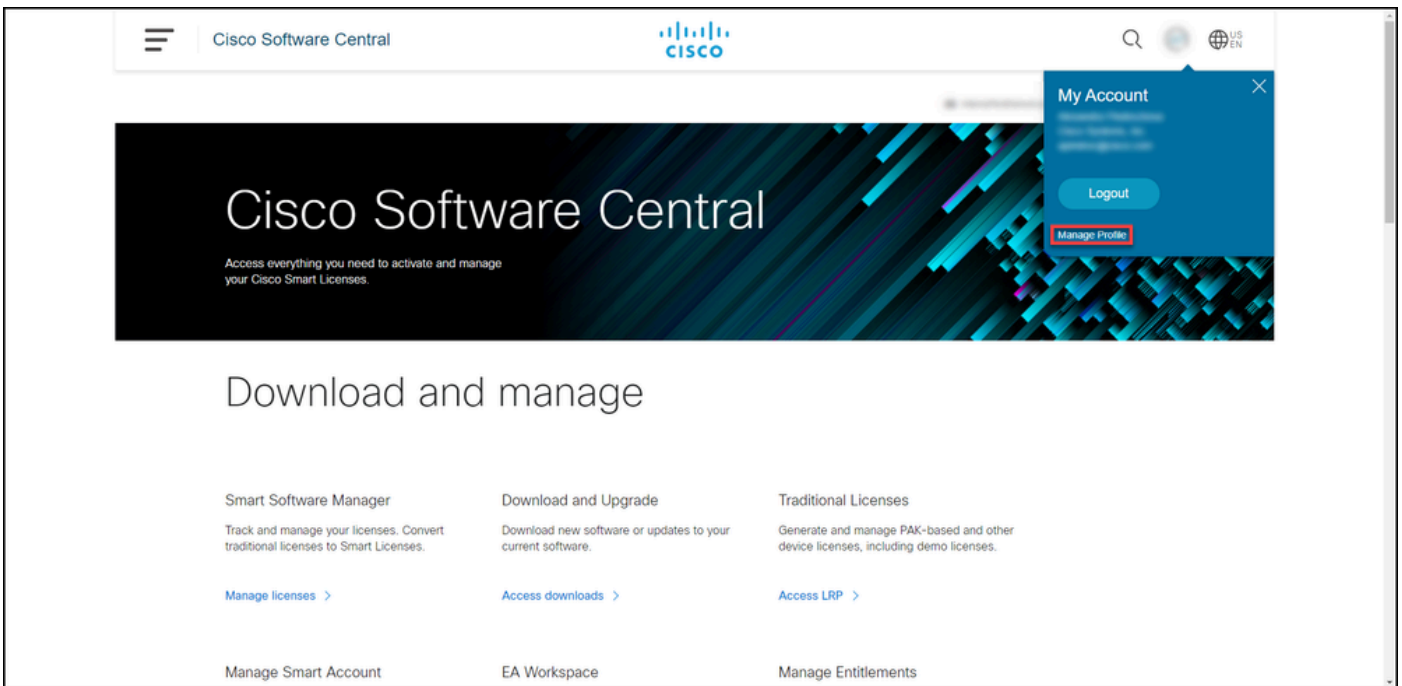 Cisco Software Central
CISCO
US
EN
My Account
Logout
Manage Profile
Cisco Software Central
Access everything you need to activate and manage
your Cisco Smart Licenses.
Download and manage
Smart Software Manager
Track and manage your licenses. Convert
traditional licenses to Smart Licenses.
Manage licenses
Download and Upgrade
Download new software or updates to your
current software.
Access downloads
Traditional Licenses
Generate and manage PAK-based and other
device licenses, including demo licenses.
Access LRP
Manage Smart Account
EA Workspace
Manage Entitlements